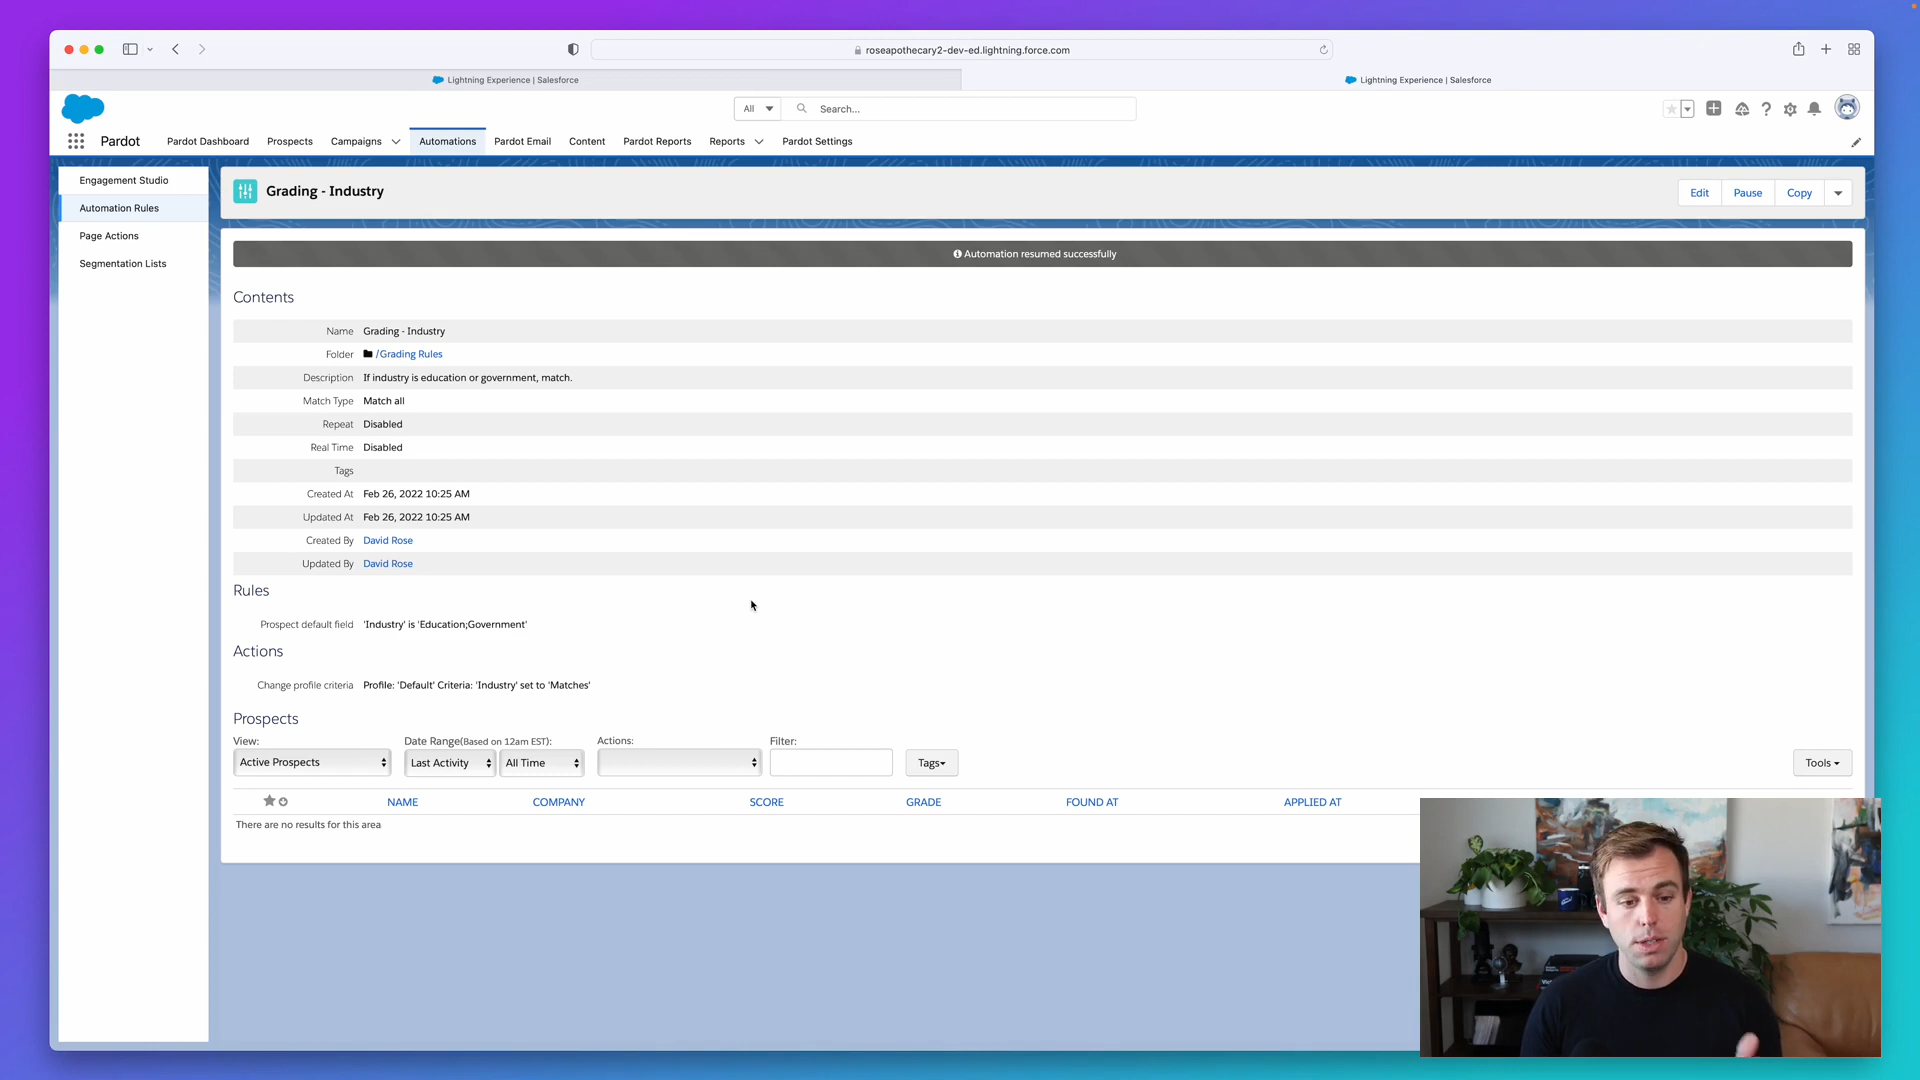 roseapothecary2-dev-ed.lightning.force.com
Lightning Experience | Salesforce
Lightning Experience | Salesforce
All
Search...
Pardot
Pardot Dashboard
Prospects
Campaigns
Automations
Pardot Email
Content
Pardot Reports
Reports
Pardot Settings
Engagement Studio
Automation Rules
Page Actions
Segmentation Lists
Grading - Industry
Edit
Pause
Copy
Automation resumed successfully
Contents
Name Grading - Industry
Folder /Grading Rules
Description If industry is education or government, match.
Match Type Match all
Repeat Disabled
Real Time Disabled
Tags
Created At Feb 26, 2022 10:25 AM
Updated At Feb 26, 2022 10:25 AM
Created By David Rose
Updated By David Rose
Rules
Prospect default field 'Industry' is 'Education;Government'
Actions
Change profile criteria Profile: 'Default' Criteria: 'Industry' set to 'Matches'
Prospects
View: Date Range(Based on 12am EST): Actions: Filter:
Active Prospects Last Activity All Time Tags Tools
NAME COMPANY SCORE GRADE FOUND AT APPLIED AT
There are no results for this area